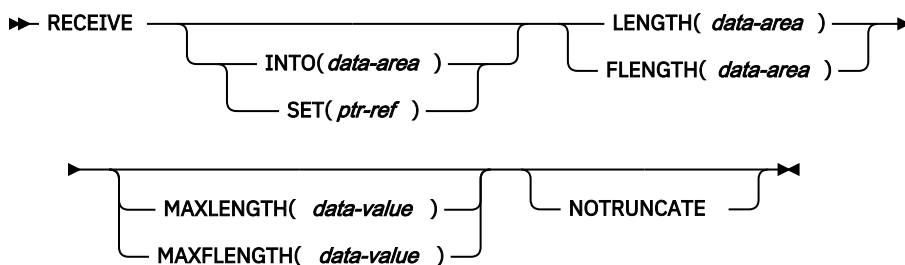 RECEIVE LENGTH( data-area )
INTO( data-area ) FLENGTH( data-area )
SET( ptr-ref )
MAXLENGTH( data-value ) NOTRUNCATE
MAXFLENGTH( data-value )